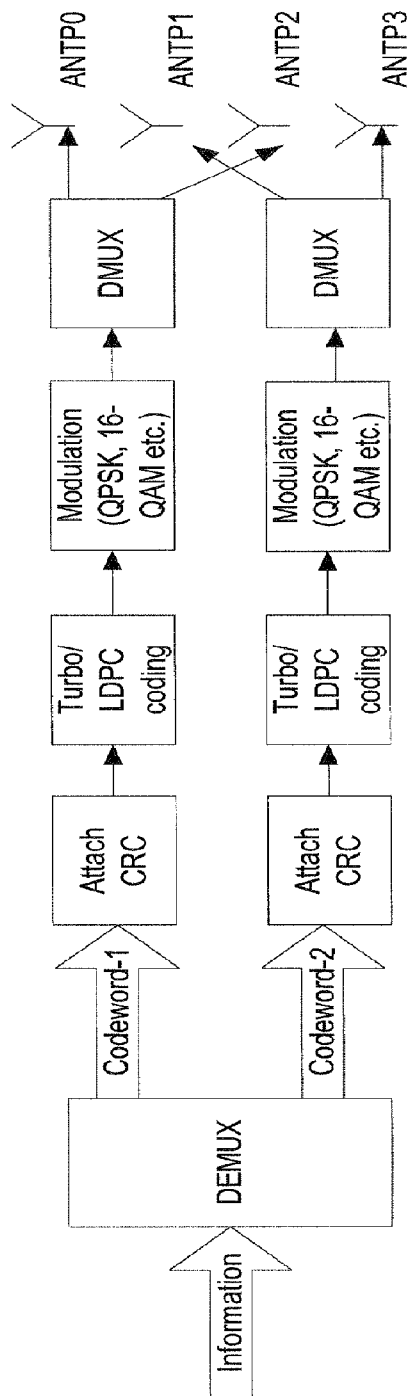 Information
DEMUX
Codeword-1
Attach
CRC
Turbo/
LDPC
coding
Modulation
(QPSK, 16-
QAM etc.)
DMUX
ANTP0
ANTP1
Codeword-2
Attach
CRC
Turbo/
LDPC
coding
Modulation
(QPSK, 16-
QAM etc.)
DMUX
ANTP2
ANTP3